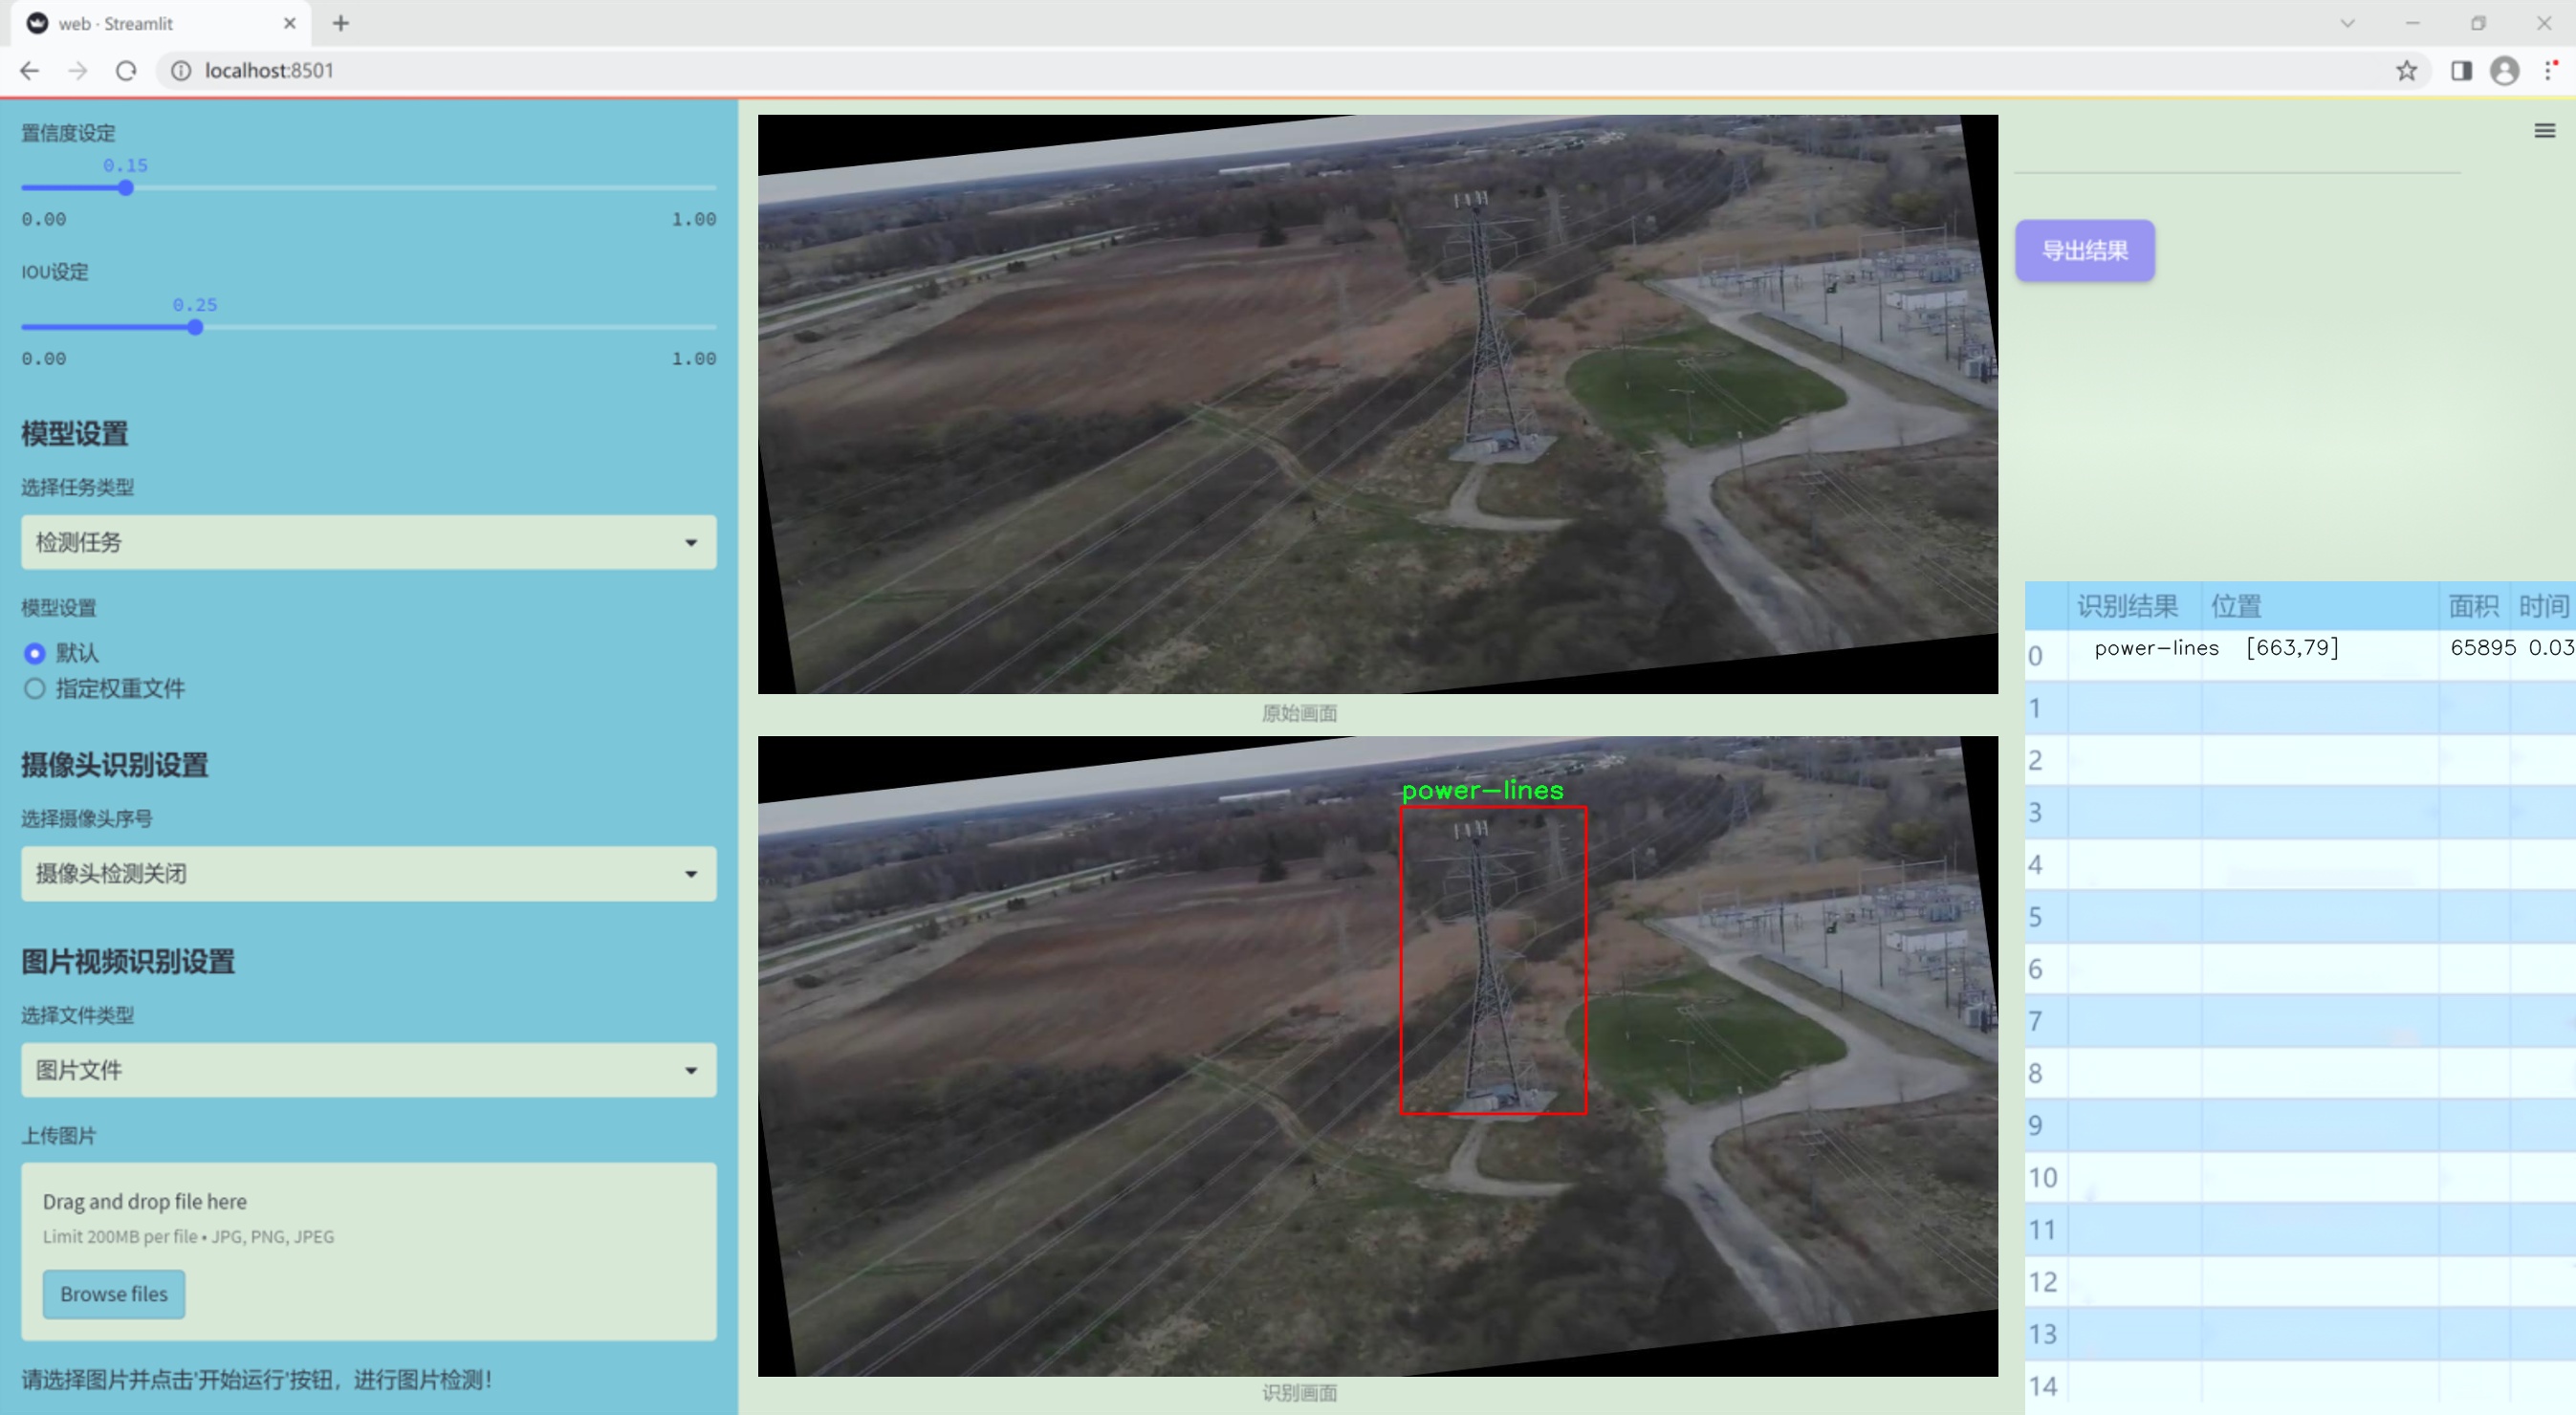 web · Streamlit
localhost:8501
置信度设定
0.15
0.00 1.00
IOU设定
0.25
0.00 1.00
模型设置
选择任务类型
检测任务
模型设置
默认
指定权重文件
摄像头识别设置
选择摄像头序号
摄像头检测关闭
图片视频识别设置
选择文件类型
图片文件
上传图片
Drag and drop file here
Limit 200MB per file • JPG, PNG, JPEG
Browse files
请选择图片并点击'开始运行'按钮，进行图片检测！
原始画面
power-lines
识别画面
导出结果
识别结果 位置 面积 时间
0 power-lines [663,79] 65895 0.03
1
2
3
4
5
6
7
8
9
10
11
12
13
14